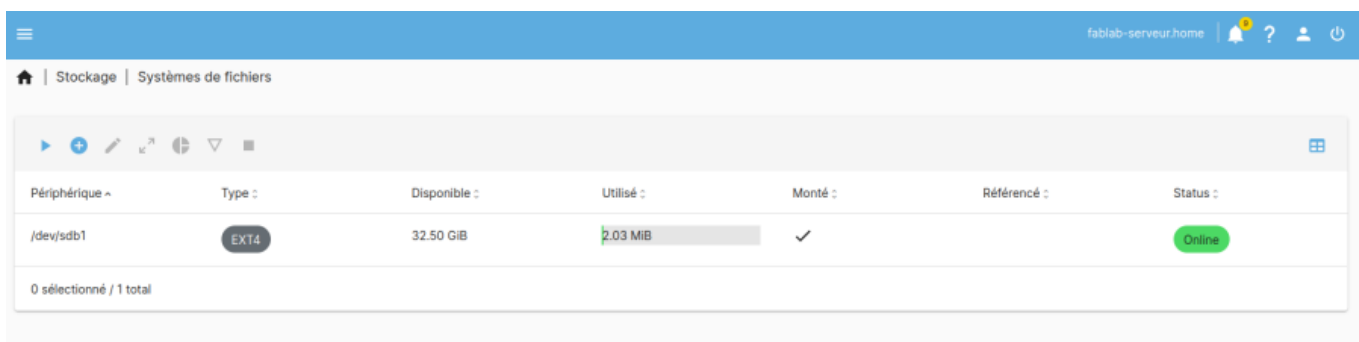 fablab-serveur.home
Stockage | Systèmes de fichiers
Périphérique Type Disponible Utilisé Monté Référencé Status
/dev/sdb1 EXT4 32.50 GiB 2.03 MiB Online
0 sélectionné / 1 total